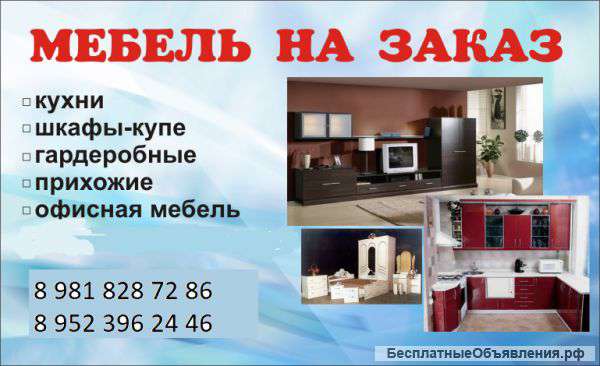 МЕБЕЛЬ НА ЗАКАЗ
кухни
шкафы-купе
гардеробные
прихожие
офисная мебель
8 981 828 72 86
8 952 396 24 46
БесплатныеОбъявления.рф